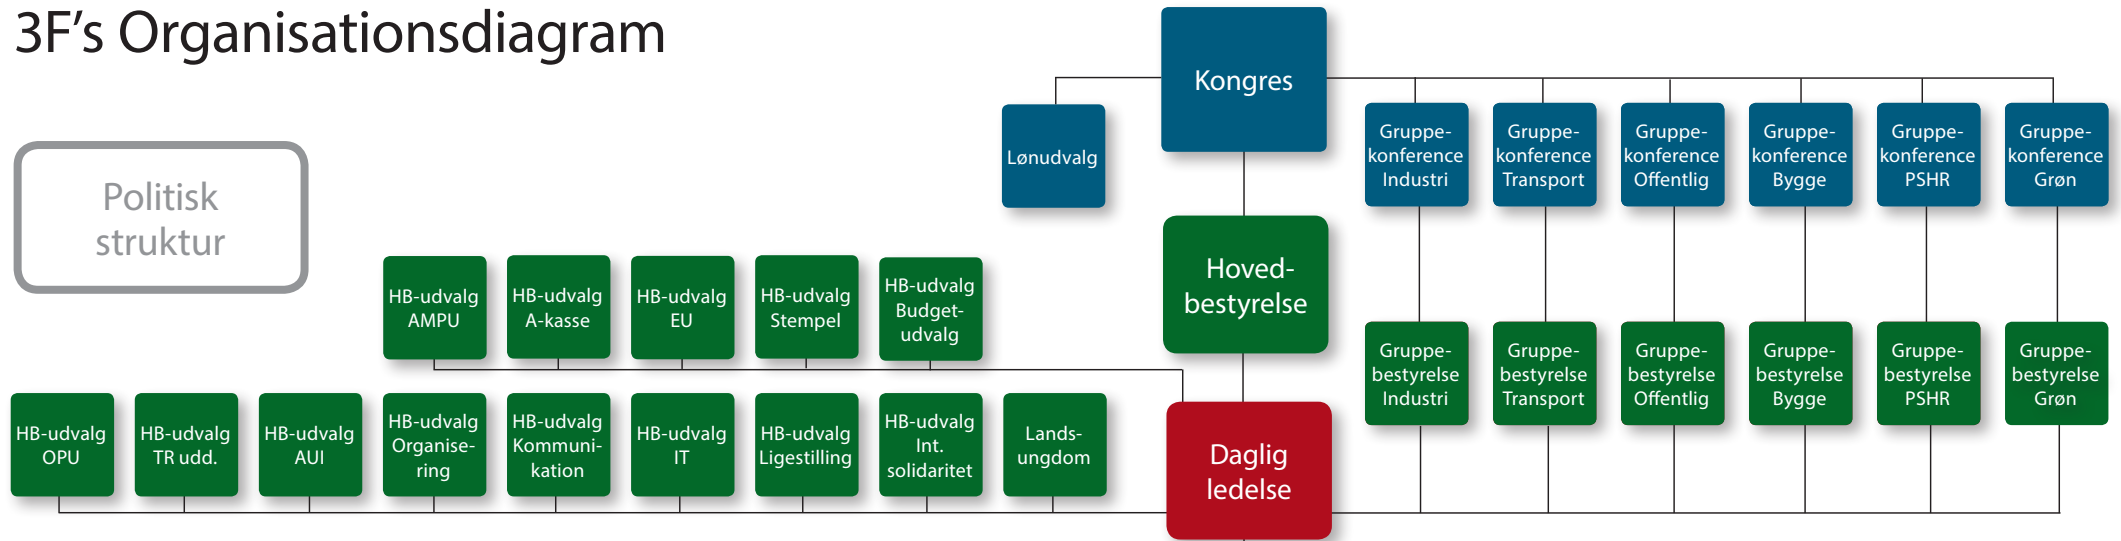 3F's Organisationsdiagram
Kongres
Lønudvalg
Gruppe-
konference
Industri
Gruppe-
konference
Transport
Gruppe-
konference
Offentlig
Gruppe-
konference
Bygge
Gruppe-
konference
PSHR
Gruppe-
konference
Grøn
Politisk
struktur
Hoved-
bestyrelse
HB-udvalg
AMPU
HB-udvalg
A-kasse
HB-udvalg
EU
HB-udvalg
Stempel
HB-udvalg
Budget-
udvalg
Gruppe-
bestyrelse
Industri
Gruppe-
bestyrelse
Transport
Gruppe-
bestyrelse
Offentlig
Gruppe-
bestyrelse
Bygge
Gruppe-
bestyrelse
PSHR
Gruppe-
bestyrelse
Grøn
HB-udvalg
OPU
HB-udvalg
TR udd.
HB-udvalg
AUI
HB-udvalg
Organise-
ring
HB-udvalg
Kommuni-
kation
HB-udvalg
IT
HB-udvalg
Ligestilling
HB-udvalg
Int.
solidaritet
Lands-
ungdom
Daglig
ledelse